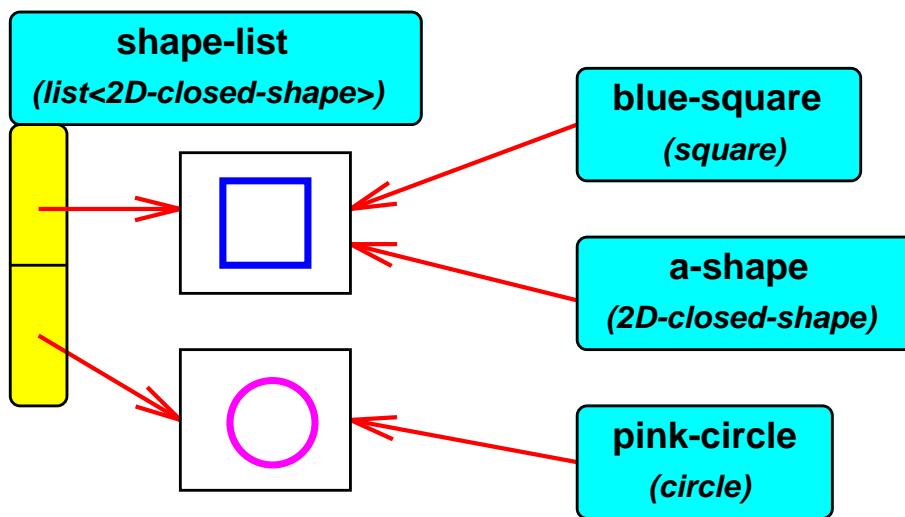 shape-list
(list<2D-closed-shape>)
blue-square
(square)
a-shape
(2D-closed-shape)
pink-circle
(circle)